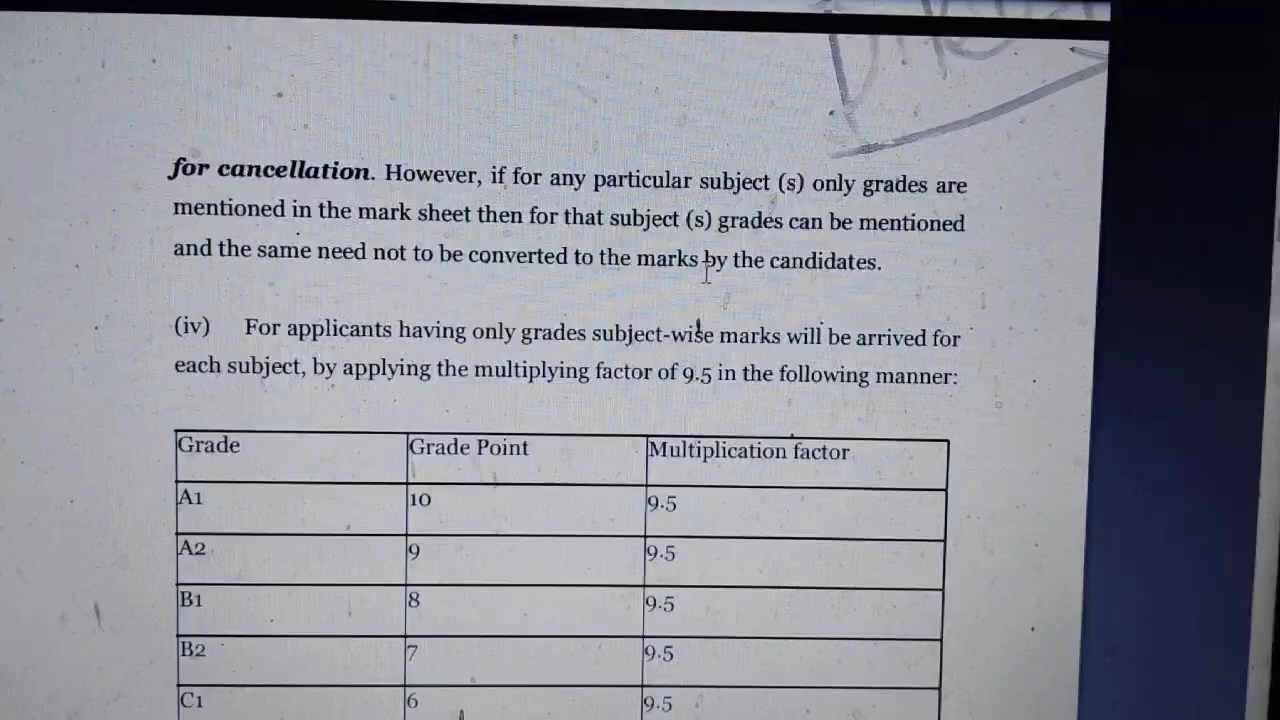 for cancellation. However, if for any particular subject (s) only grades are
mentioned in the mark sheet then for that subject (s) grades can be mentioned
and the same need not to be converted to the marks by the candidates.
(iv) For applicants having only grades subject-wise marks will be arrived for
each subject, by applying the multiplying factor of 9.5 in the following manner:
Grade Grade Point Multiplication factor
A1 10 9.5
A2 9 9.5
B1 8 9.5
B2 7 9.5
C1 6 9.5